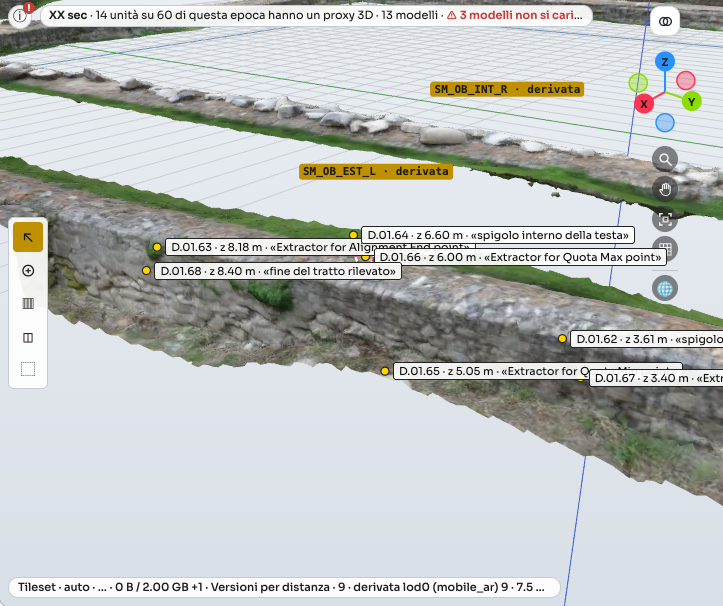 XX sec · 14 unità su 60 di questa epoca hanno un proxy 3D · 13 modelli · ⚠ 3 modelli non si cari...
SM_OB_INT_R · derivata
Z
X
Y
SM_OB_EST_L · derivata
D.01.64 · z 6.60 m · «spigolo interno della testa»
D.01.63 · z 8.18 m · «Extractor for Alignment End point»
D.01.66 · z 6.00 m · «Extractor for Quota Max point»
D.01.68 · z 8.40 m · «fine del tratto rilevato»
D.01.62 · z 3.61 m · «spigolo
D.01.65 · z 5.05 m · «Extractor for
D.01.67 · z 3.40 m · «Extr
Tileset · auto · ... · 0 B / 2.00 GB +1 · Versioni per distanza · 9 · derivata lod0 (mobile_ar) 9 · 7.5 ...